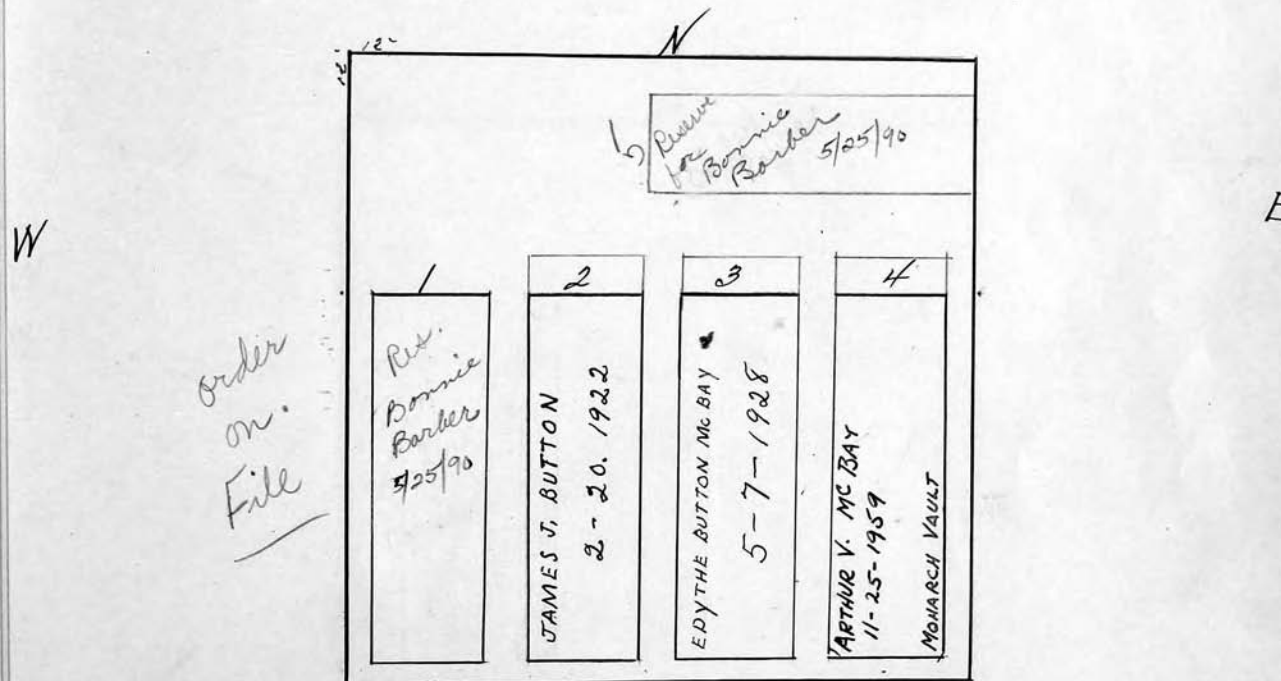 12'
N
12'
Reserve
for
Bonnie
Barber
5/25/90
5
W
E
1
2
3
4
order
on
File
Res.
Bonnie
Barber
5/25/90
JAMES J. BUTTON
2-20.1922
EDYTHE BUTTON MC BAY
5-7-1928
ARTHUR V. MC BAY
11-25-1959
MONARCH VAULT